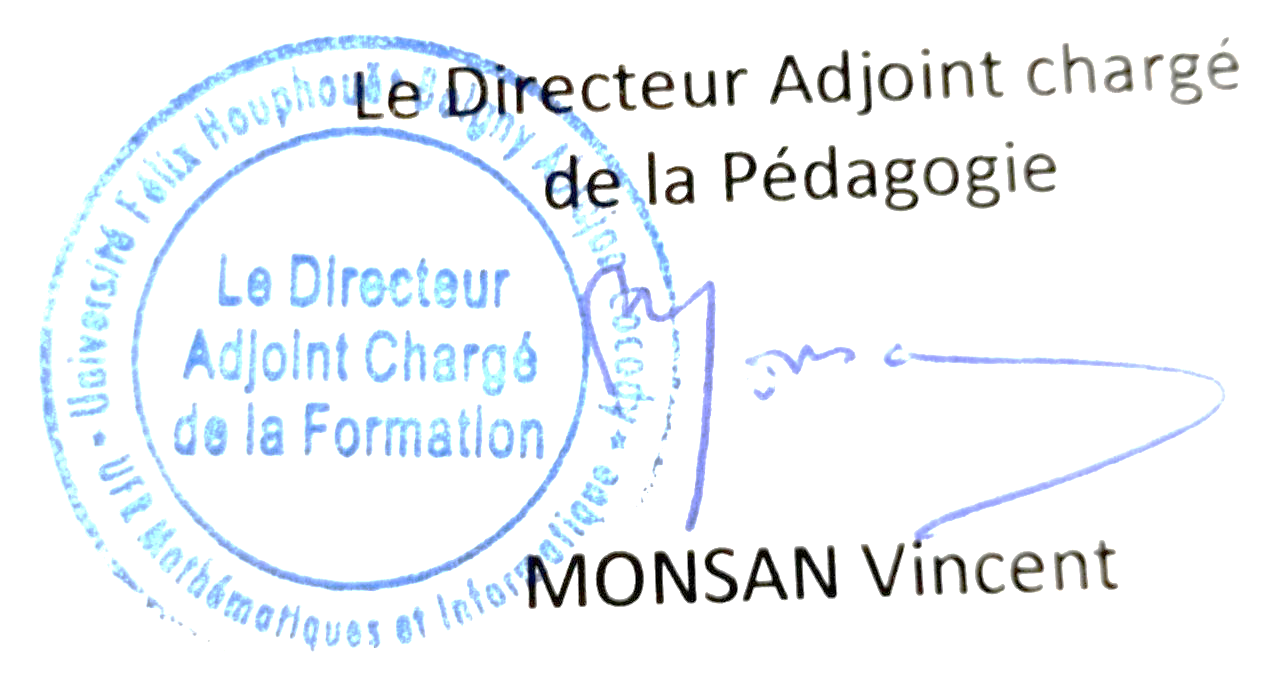 Le Directeur Adjoint chargé
de la Pédagogie
Université Félix Houphouët Boigny Abidjan Cocody
Le Directeur
Adjoint Chargé
de la Formation
UFR Mathématiques et Informatique
MONSAN Vincent